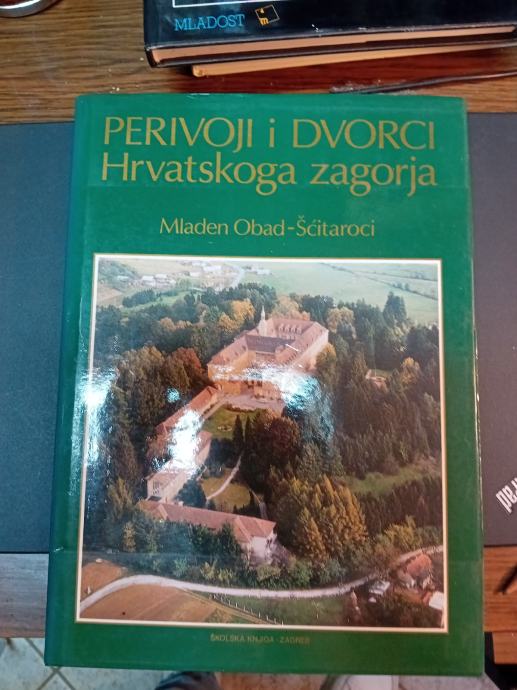 MLADOST
PERIVOJI i DVORCI
Hrvatskoga zagorja
Mladen Obad-Šćitaroci
ŠKOLSKA KNJIGA - ZAGREB